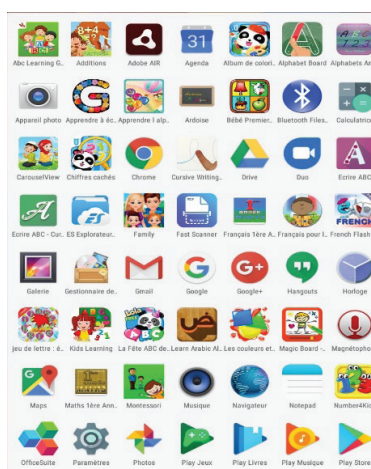 Abc Learning G.. Additions Adobe AIR Agenda Album de colori.. Alphabet Board Alphabets An
Appareil photo Apprendre à éc.. Apprendre l alp.. Ardoise Bébé Premier.. Bluetooth Files.. Calculatric
CarouselView Chiffres cachés Chrome Cursive Writing.. Drive Duo Ecrire ABC
Ecrire ABC - Cur.. ES Explorateur.. Family Fast Scanner Français 1ère A.. Français pour l.. French Flash
Galerie Gestionnaire de.. Gmail Google Google+ Hangouts Horloge
jeu de lettre : é.. Kids Learning La Fête ABC de.. Learn Arabic Al.. Les couleurs et.. Magic Board -.. Magnétopho
Maps Maths 1ère Ann.. Montessori Musique Navigateur Notepad Number4Kid
OfficeSuite Paramètres Photos Play Jeux Play Livres Play Musique Play Store